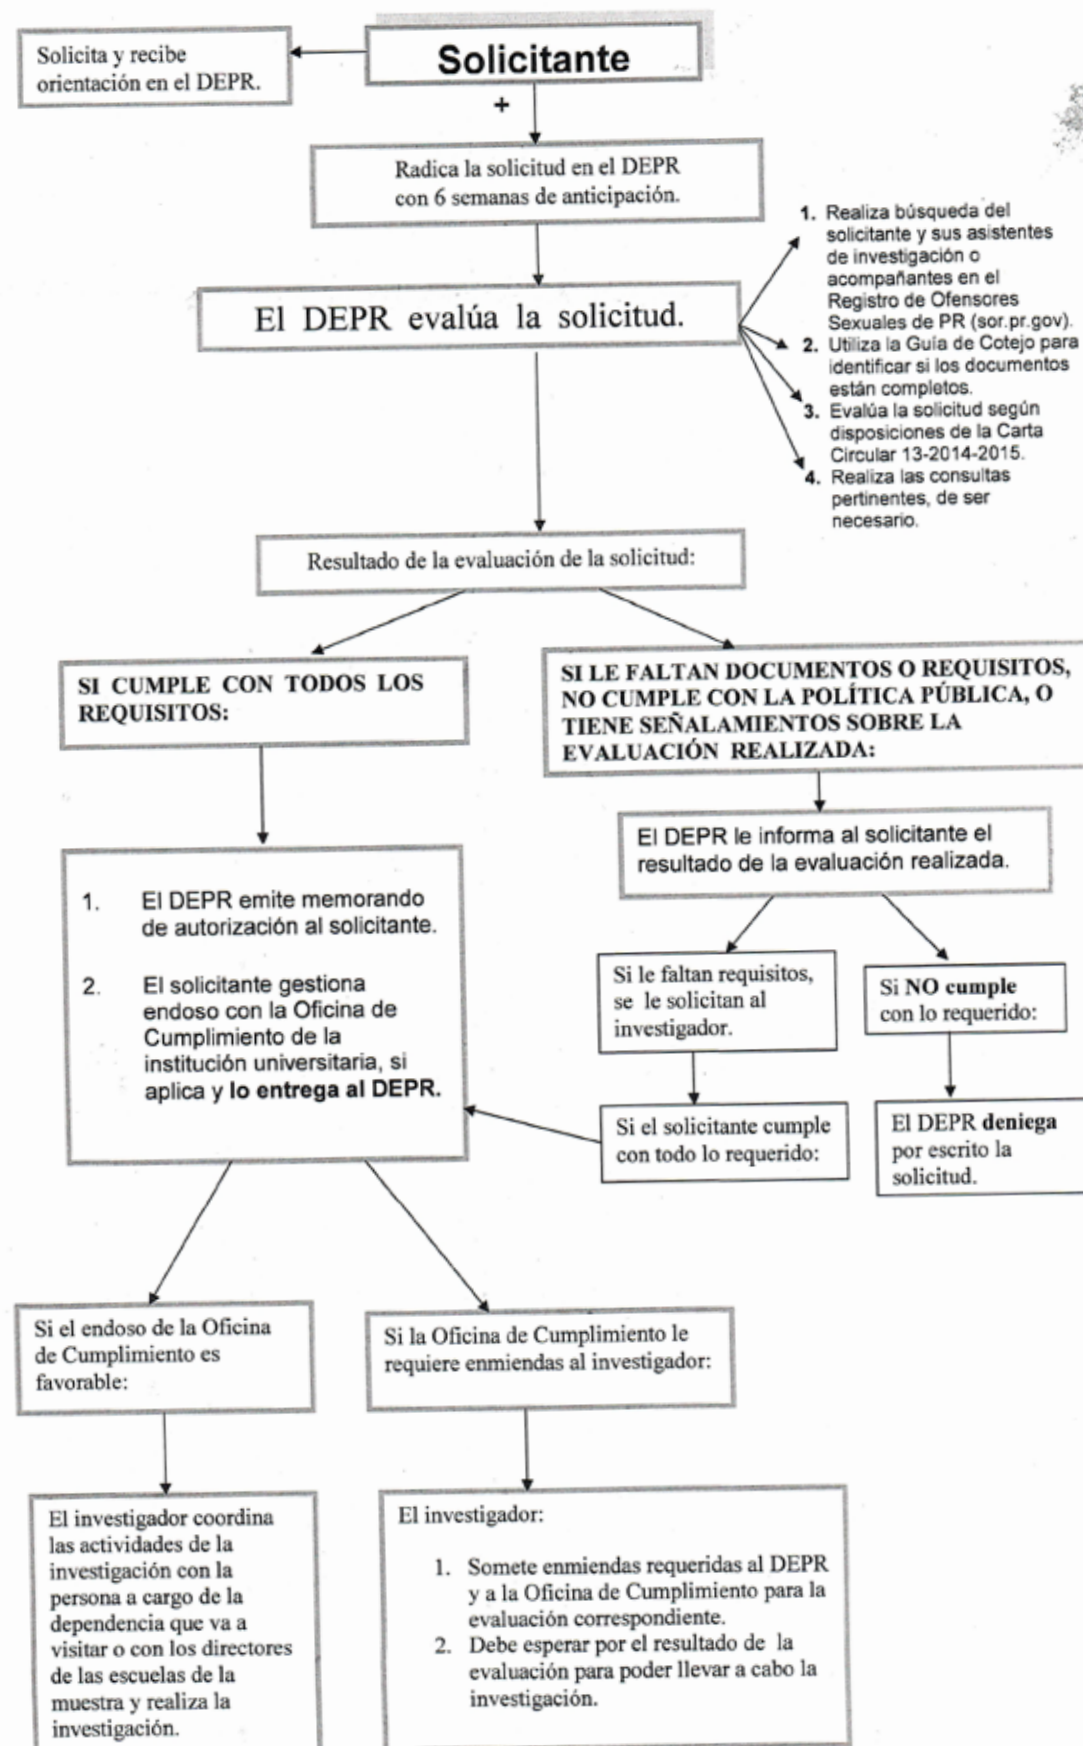 Solicitante
Solicita y recibe
orientación en el DEPR.
+
Radica la solicitud en el DEPR
con 6 semanas de anticipación.
El DEPR evalúa la solicitud.
1. Realiza búsqueda del
solicitante y sus asistentes
de investigación o
acompañantes en el
Registro de Ofensores
Sexuales de PR (sor.pr.gov).
2. Utiliza la Guía de Cotejo para
identificar si los documentos
están completos.
3. Evalúa la solicitud según
disposiciones de la Carta
Circular 13-2014-2015.
4. Realiza las consultas
pertinentes, de ser
necesario.
Resultado de la evaluación de la solicitud:
SI CUMPLE CON TODOS LOS
REQUISITOS:
SI LE FALTAN DOCUMENTOS O REQUISITOS,
NO CUMPLE CON LA POLÍTICA PÚBLICA, O
TIENE SEÑALAMIENTOS SOBRE LA
EVALUACIÓN REALIZADA:
El DEPR le informa al solicitante el
resultado de la evaluación realizada.
1. El DEPR emite memorando
de autorización al solicitante.
2. El solicitante gestiona
endoso con la Oficina de
Cumplimiento de la
institución universitaria, si
aplica y lo entrega al DEPR.
Si le faltan requisitos,
se le solicitan al
investigador.
Si NO cumple
con lo requerido:
Si el solicitante cumple
con todo lo requerido:
El DEPR deniega
por escrito la
solicitud.
Si el endoso de la Oficina
de Cumplimiento es
favorable:
Si la Oficina de Cumplimiento le
requiere enmiendas al investigador:
El investigador coordina
las actividades de la
investigación con la
persona a cargo de la
dependencia que va a
visitar o con los directores
de las escuelas de la
muestra y realiza la
investigación.
El investigador:
1. Somete enmiendas requeridas al DEPR
y a la Oficina de Cumplimiento para la
evaluación correspondiente.
2. Debe esperar por el resultado de la
evaluación para poder llevar a cabo la
investigación.